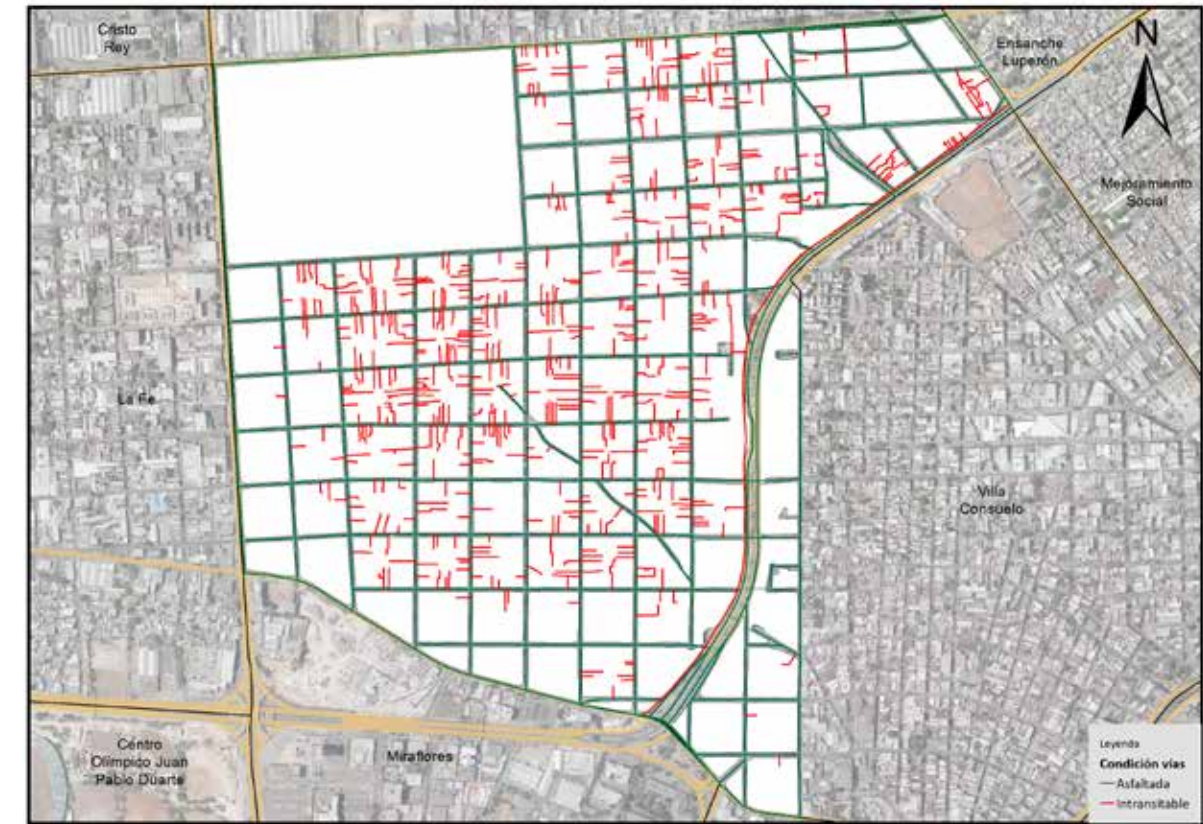 Cristo
Rey
Ensanche
Luperón
N
Mejoramiento
Social
La Fe
Villa
Consuelo
Centro
Olímpico Juan
Pablo Duarte
Miraflores
Leyenda
Condición vías
Asfaltada
Intransitable